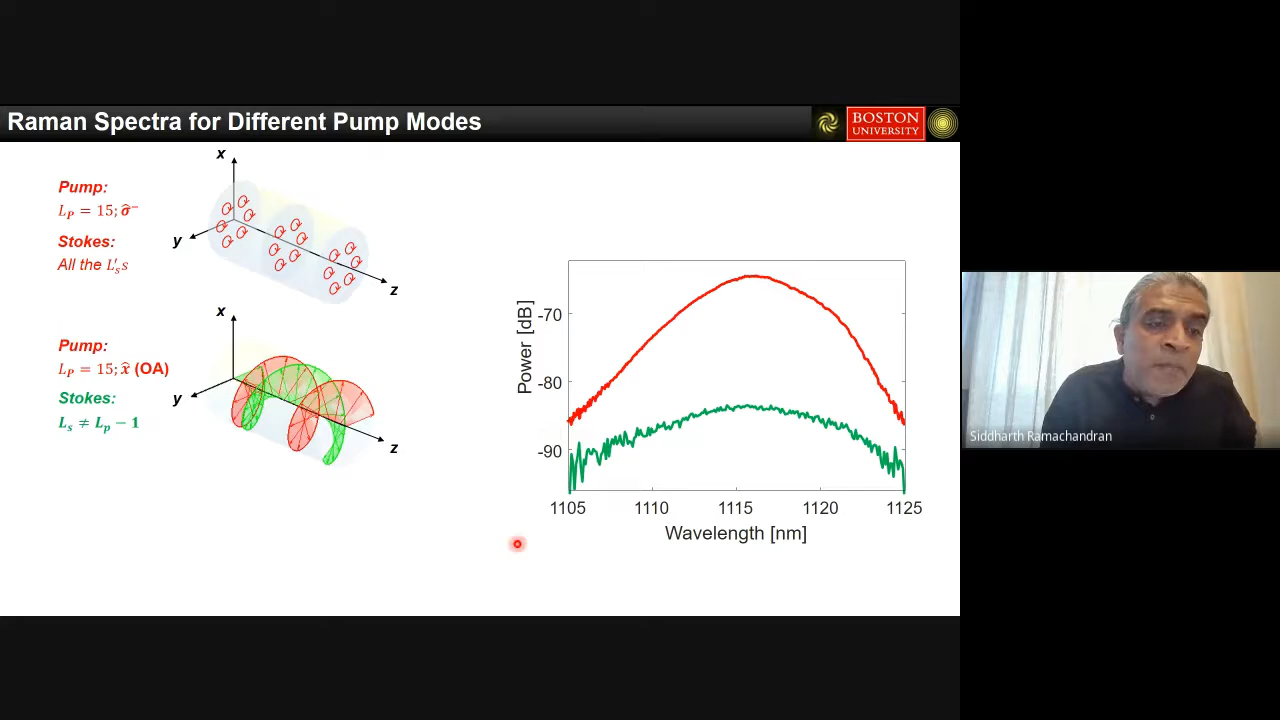 Raman Spectra for Different Pump Modes
BOSTON
UNIVERSITY
x
Pump:
L_P = 15; σ̂⁻
Stokes:
All the L′_s s
y
z
x
Pump:
L_P = 15; x̂ (OA)
Stokes:
L_s ≠ L_p − 1
y
z
Power [dB]
-70
-80
-90
1105
1110
1115
1120
1125
Wavelength [nm]
Siddharth Ramachandran